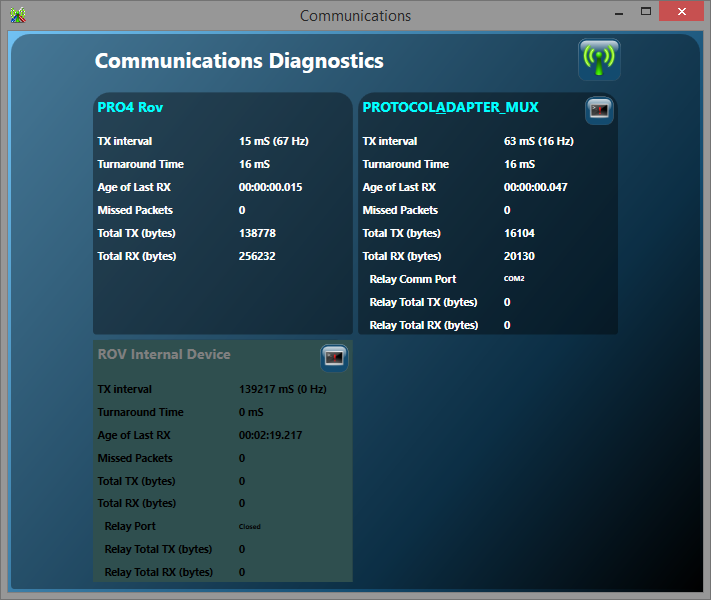 Communications
Communications Diagnostics
PRO4 Rov
TX interval 15 mS (67 Hz)
Turnaround Time 16 mS
Age of Last RX 00:00:00.015
Missed Packets 0
Total TX (bytes) 138778
Total RX (bytes) 256232
PROTOCOLADAPTER_MUX
TX interval 63 mS (16 Hz)
Turnaround Time 16 mS
Age of Last RX 00:00:00.047
Missed Packets 0
Total TX (bytes) 16104
Total RX (bytes) 20130
Relay Comm Port COM2
Relay Total TX (bytes) 0
Relay Total RX (bytes) 0
ROV Internal Device
TX interval 139217 mS (0 Hz)
Turnaround Time 0 mS
Age of Last RX 00:02:19.217
Missed Packets 0
Total TX (bytes) 0
Total RX (bytes) 0
Relay Port Closed
Relay Total TX (bytes) 0
Relay Total RX (bytes) 0